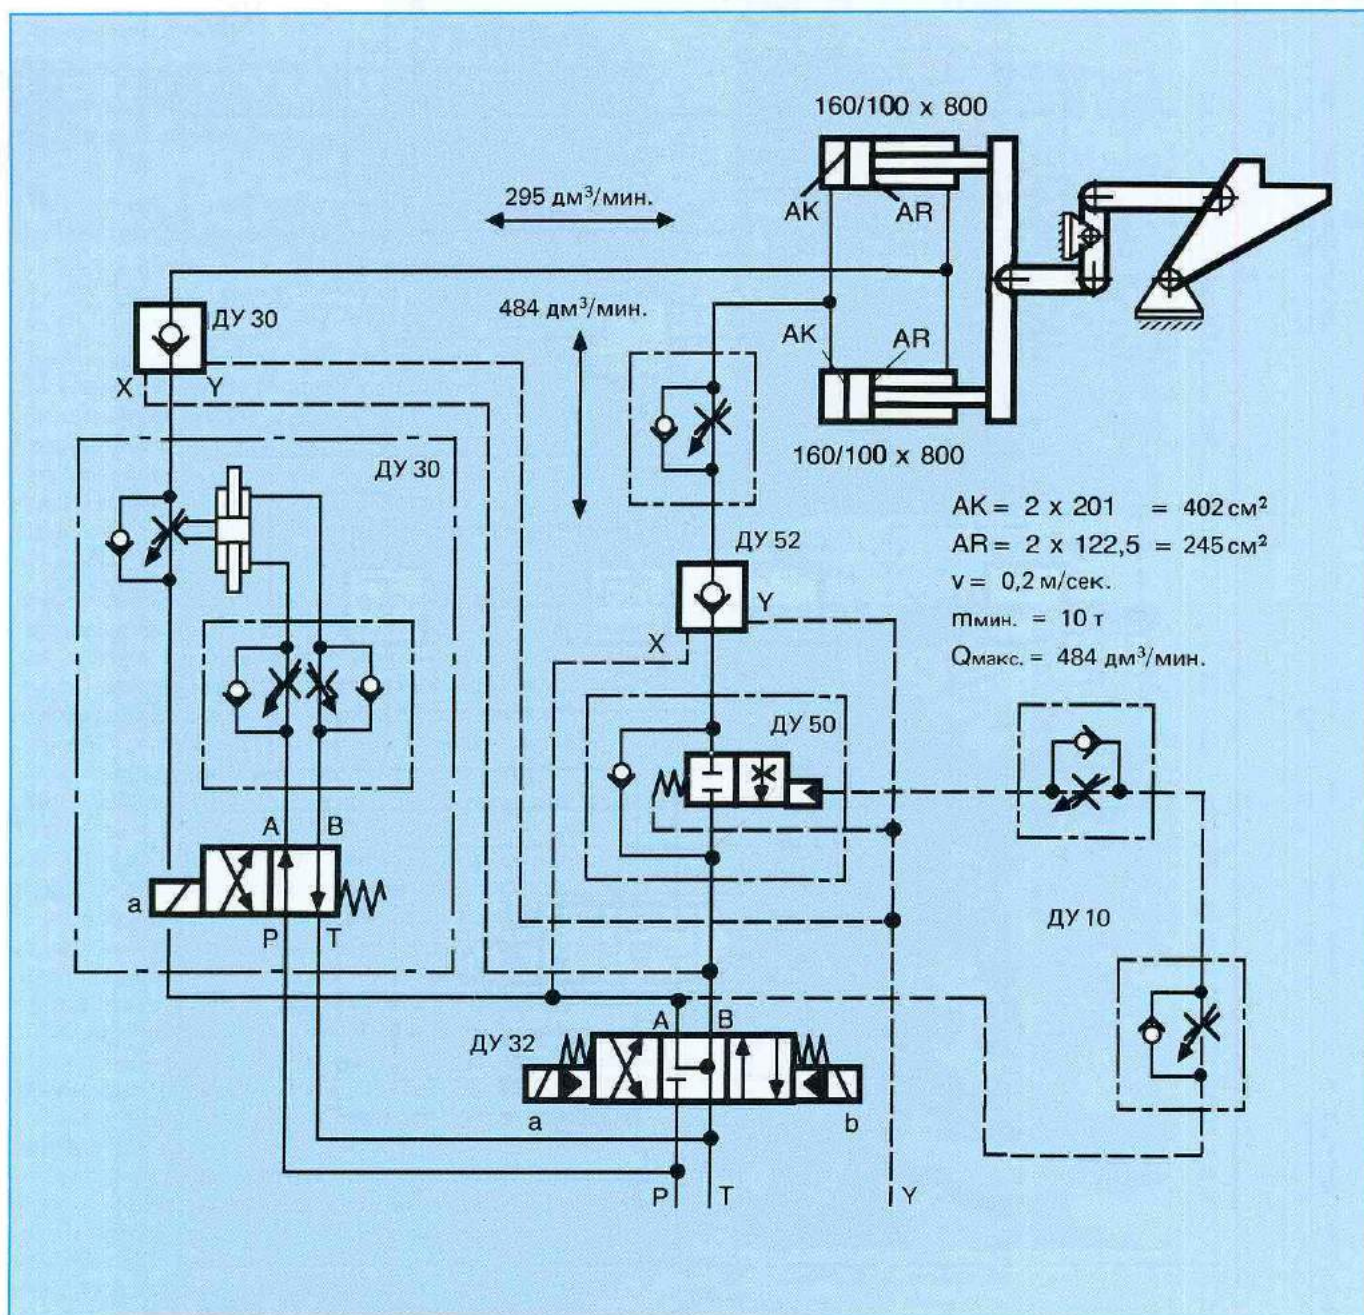 160/100 x 800
295 дм³/мин.
AK
AR
ДУ 30
484 дм³/мин.
AK
AR
X
Y
ДУ 30
160/100 x 800
AK = 2 x 201 = 402 см²
AR = 2 x 122,5 = 245 см²
v = 0,2 м/сек.
mмин. = 10 т
Qмакс. = 484 дм³/мин.
ДУ 52
Y
X
ДУ 50
A
B
a
P
T
ДУ 10
A
B
ДУ 32
a
b
P
T
Y